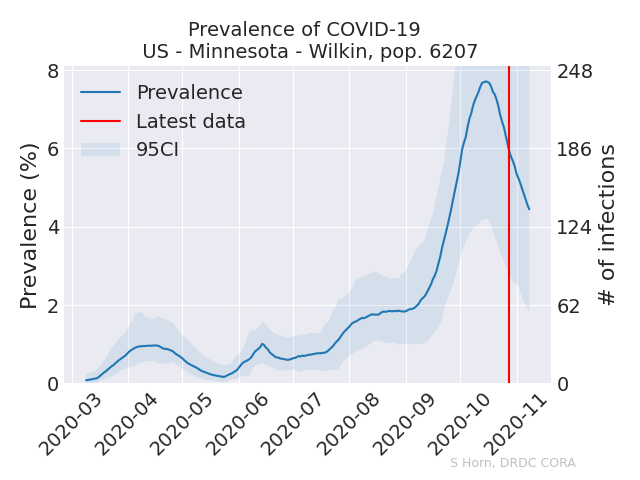 Prevalence of COVID-19
US - Minnesota - Wilkin, pop. 6207
Prevalence
Latest data
95CI
Prevalence (%)
8
6
4
2
0
# of infections
248
186
124
62
0
2020-03
2020-04
2020-05
2020-06
2020-07
2020-08
2020-09
2020-10
2020-11
S Horn, DRDC CORA